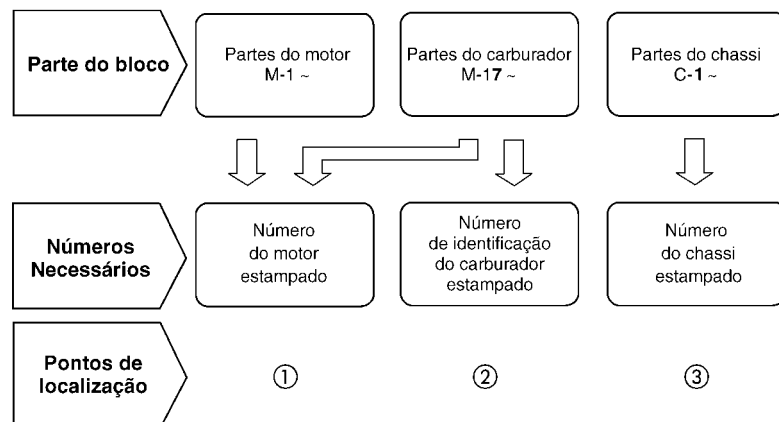 Parte do bloco
Partes do motor
M-1 ~
Partes do carburador
M-17 ~
Partes do chassi
C-1 ~
Números
Necessários
Número
do motor
estampado
Número
de identificação
do carburador
estampado
Número
do chassi
estampado
Pontos de
localização
①
②
③